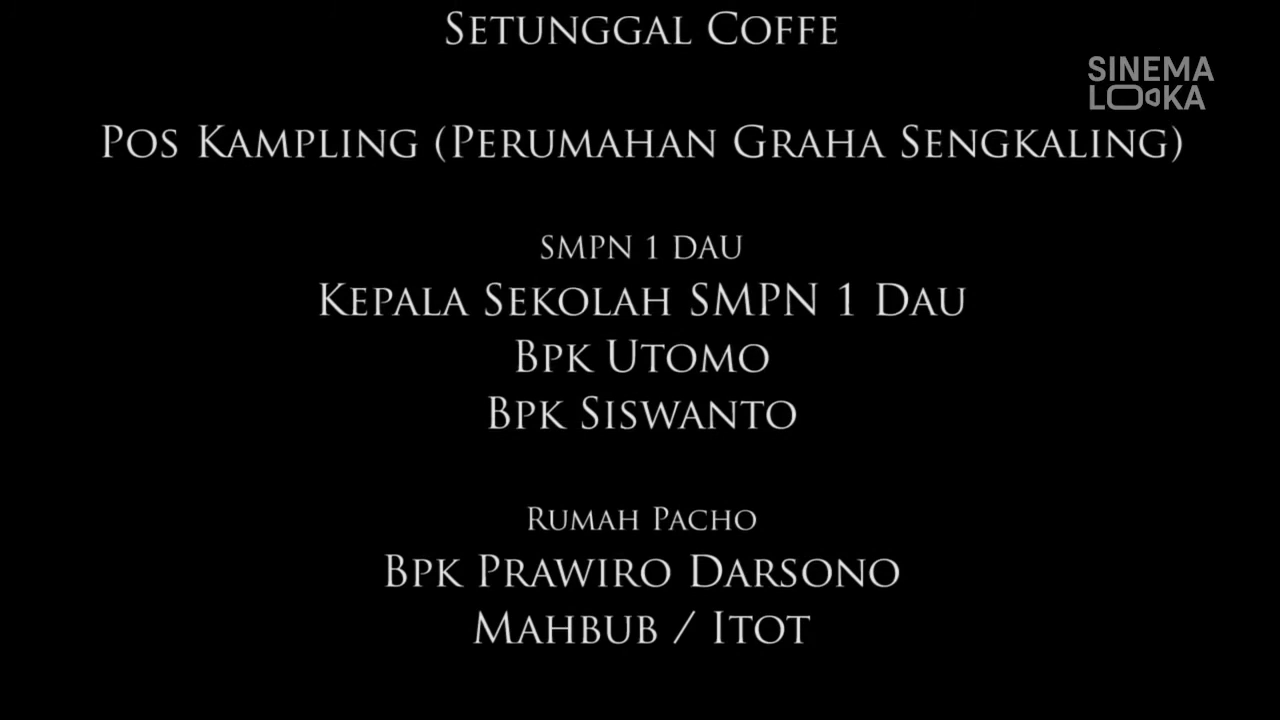 Setunggal Coffe
SINEMA
LOKA
Pos Kampling (Perumahan Graha Sengkaling)
SMPN 1 DAU
Kepala Sekolah SMPN 1 Dau
Bpk Utomo
Bpk Siswanto
Rumah Pacho
Bpk Prawiro Darsono
Mahbub / Itot